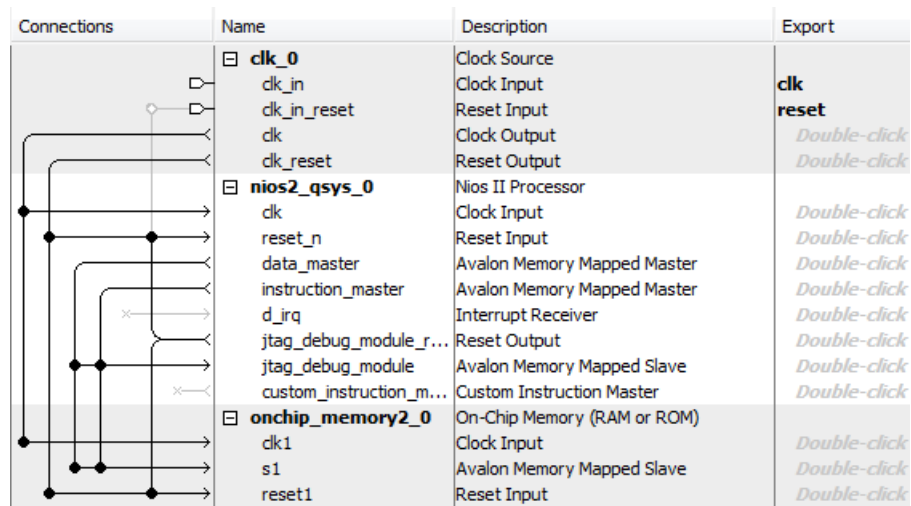 Connections Name Description Export
clk_0 Clock Source
clk_in Clock Input clk
clk_in_reset Reset Input reset
clk Clock Output Double-click
clk_reset Reset Output Double-click
nios2_qsys_0 Nios II Processor
clk Clock Input Double-click
reset_n Reset Input Double-click
data_master Avalon Memory Mapped Master Double-click
instruction_master Avalon Memory Mapped Master Double-click
d_irq Interrupt Receiver Double-click
jtag_debug_module_r... Reset Output Double-click
jtag_debug_module Avalon Memory Mapped Slave Double-click
custom_instruction_m... Custom Instruction Master Double-click
onchip_memory2_0 On-Chip Memory (RAM or ROM)
clk1 Clock Input Double-click
s1 Avalon Memory Mapped Slave Double-click
reset1 Reset Input Double-click